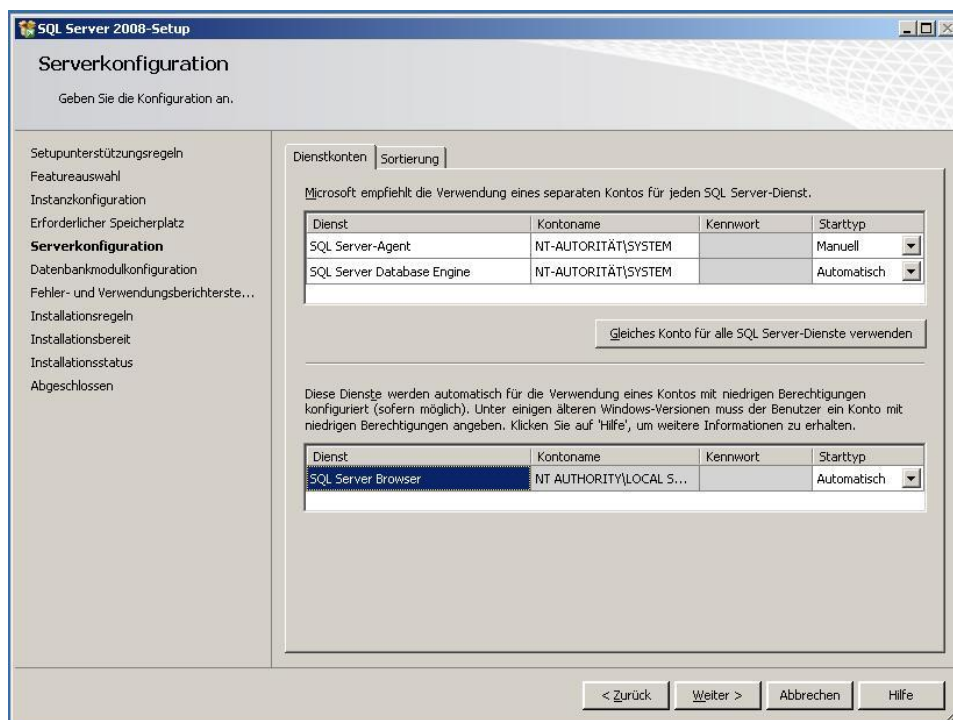 SQL Server 2008-Setup
Serverkonfiguration
Geben Sie die Konfiguration an.
Setupunterstützungsregeln
Featureauswahl
Instanzkonfiguration
Erforderlicher Speicherplatz
Serverkonfiguration
Datenbankmodulkonfiguration
Fehler- und Verwendungsberichterste...
Installationsregeln
Installationsbereit
Installationsstatus
Abgeschlossen
Dienstkonten Sortierung
Microsoft empfiehlt die Verwendung eines separaten Kontos für jeden SQL Server-Dienst.
Dienst Kontoname Kennwort Starttyp
SQL Server-Agent NT-AUTORITÄT\SYSTEM Manuell
SQL Server Database Engine NT-AUTORITÄT\SYSTEM Automatisch
Gleiches Konto für alle SQL Server-Dienste verwenden
Diese Dienste werden automatisch für die Verwendung eines Kontos mit niedrigen Berechtigungen
konfiguriert (sofern möglich). Unter einigen älteren Windows-Versionen muss der Benutzer ein Konto mit
niedrigen Berechtigungen angeben. Klicken Sie auf 'Hilfe', um weitere Informationen zu erhalten.
Dienst Kontoname Kennwort Starttyp
SQL Server Browser NT AUTHORITY\LOCAL S... Automatisch
< Zurück Weiter > Abbrechen Hilfe